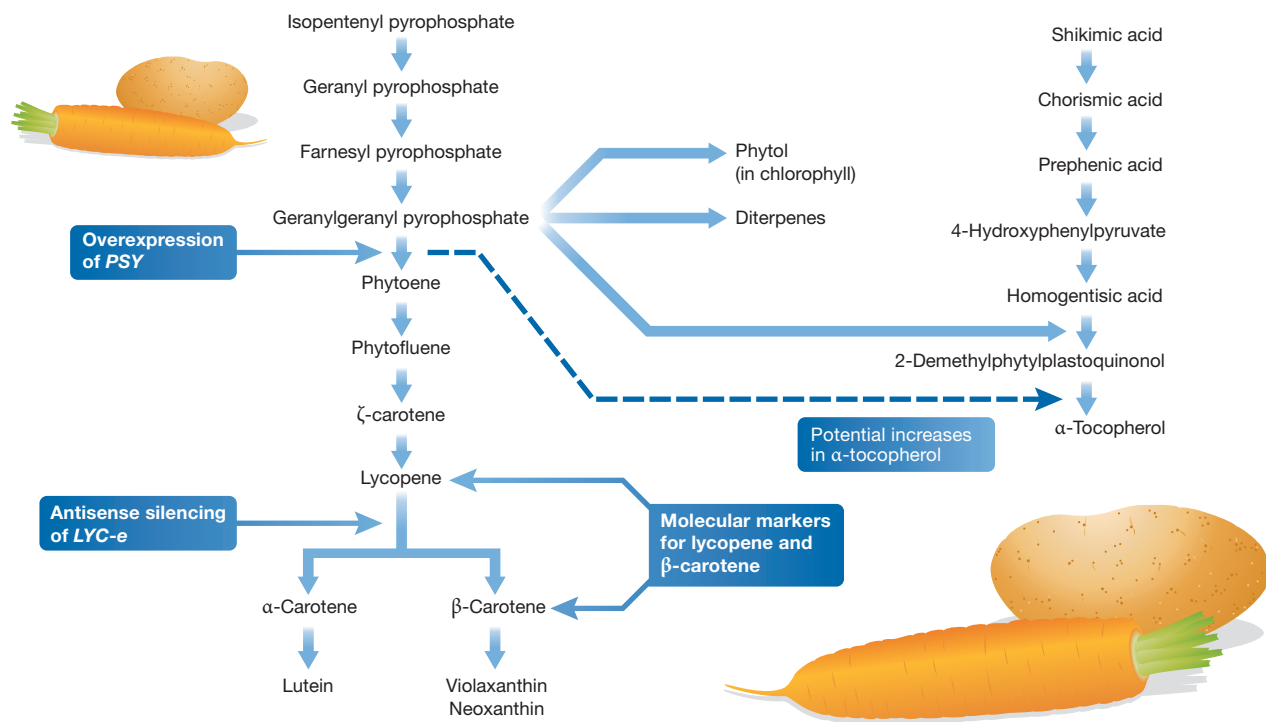 Isopentenyl pyrophosphate
Geranyl pyrophosphate
Farnesyl pyrophosphate
Geranylgeranyl pyrophosphate
Overexpression
of PSY
Phytoene
Phytofluene
ζ-carotene
Lycopene
Antisense silencing
of LYC-e
α-Carotene
β-Carotene
Lutein
Violaxanthin
Neoxanthin
Phytol
(in chlorophyll)
Diterpenes
Shikimic acid
Chorismic acid
Prephenic acid
4-Hydroxyphenylpyruvate
Homogentisic acid
2-Demethylphytylplastoquinonol
α-Tocopherol
Potential increases
in α-tocopherol
Molecular markers
for lycopene and
β-carotene